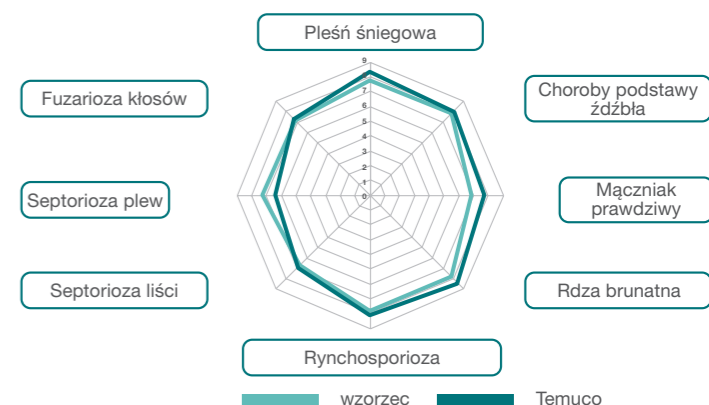 Pleśń śniegowa
Fuzarioza kłosów
Choroby podstawy
źdźbła
Septorioza plew
Mączniak
prawdziwy
Septorioza liści
Rdza brunatna
Rynchosporioza
9
8
7
6
5
4
3
2
1
0
wzorzec
Temuco